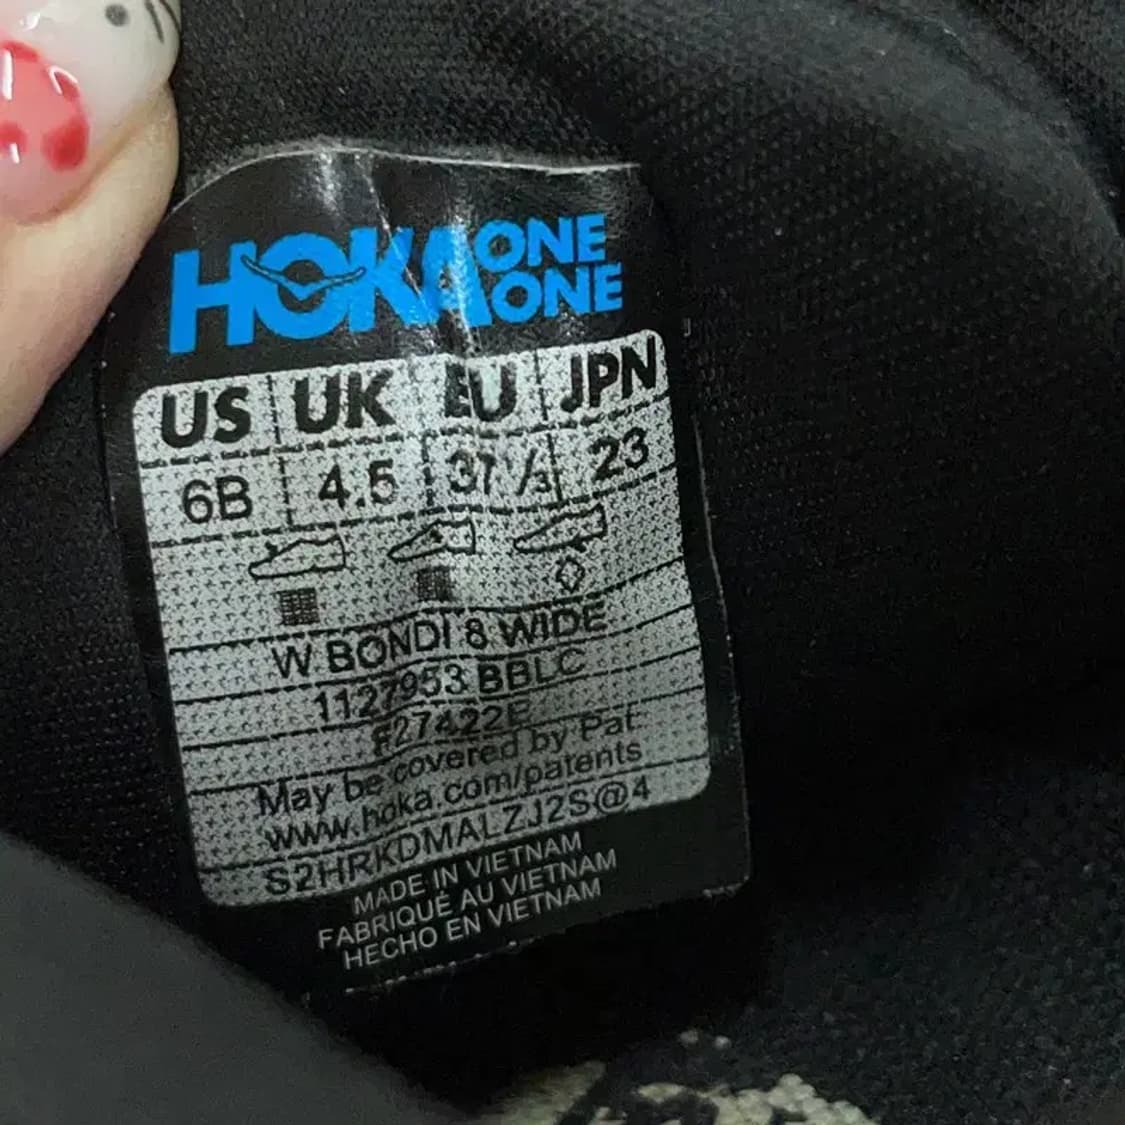 HOKA ONE ONE
US UK EU JPN
6B 4.5 37 1/3 23
W BONDI 8 WIDE
1127953 BBLC
F27422E
May be covered by Pat
www.hoka.com/patents
S2HRKDMALZJ2S@4
MADE IN VIETNAM
FABRIQUÉ AU VIETNAM
HECHO EN VIETNAM